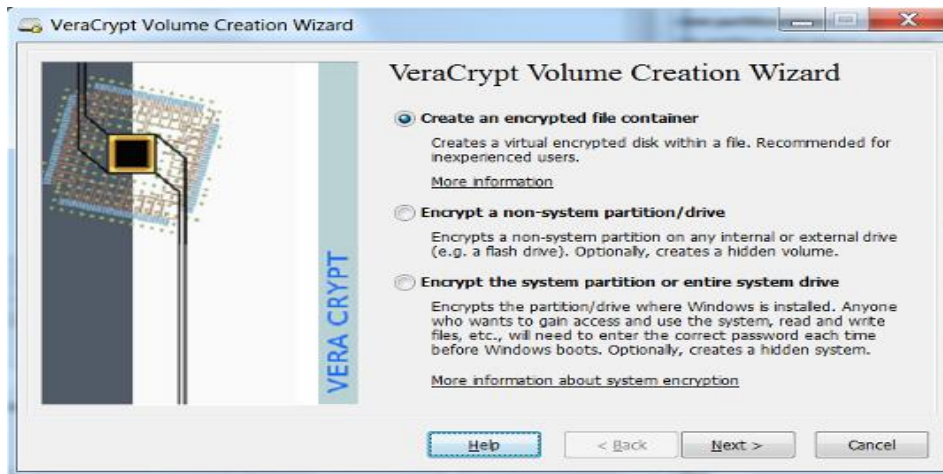 VeraCrypt Volume Creation Wizard
VERA CRYPT
VeraCrypt Volume Creation Wizard
Create an encrypted file container
Creates a virtual encrypted disk within a file. Recommended for
inexperienced users.
More information
Encrypt a non-system partition/drive
Encrypts a non-system partition on any internal or external drive
(e.g. a flash drive). Optionally, creates a hidden volume.
Encrypt the system partition or entire system drive
Encrypts the partition/drive where Windows is installed. Anyone
who wants to gain access and use the system, read and write
files, etc., will need to enter the correct password each time
before Windows boots. Optionally, creates a hidden system.
More information about system encryption
Help
< Back
Next >
Cancel